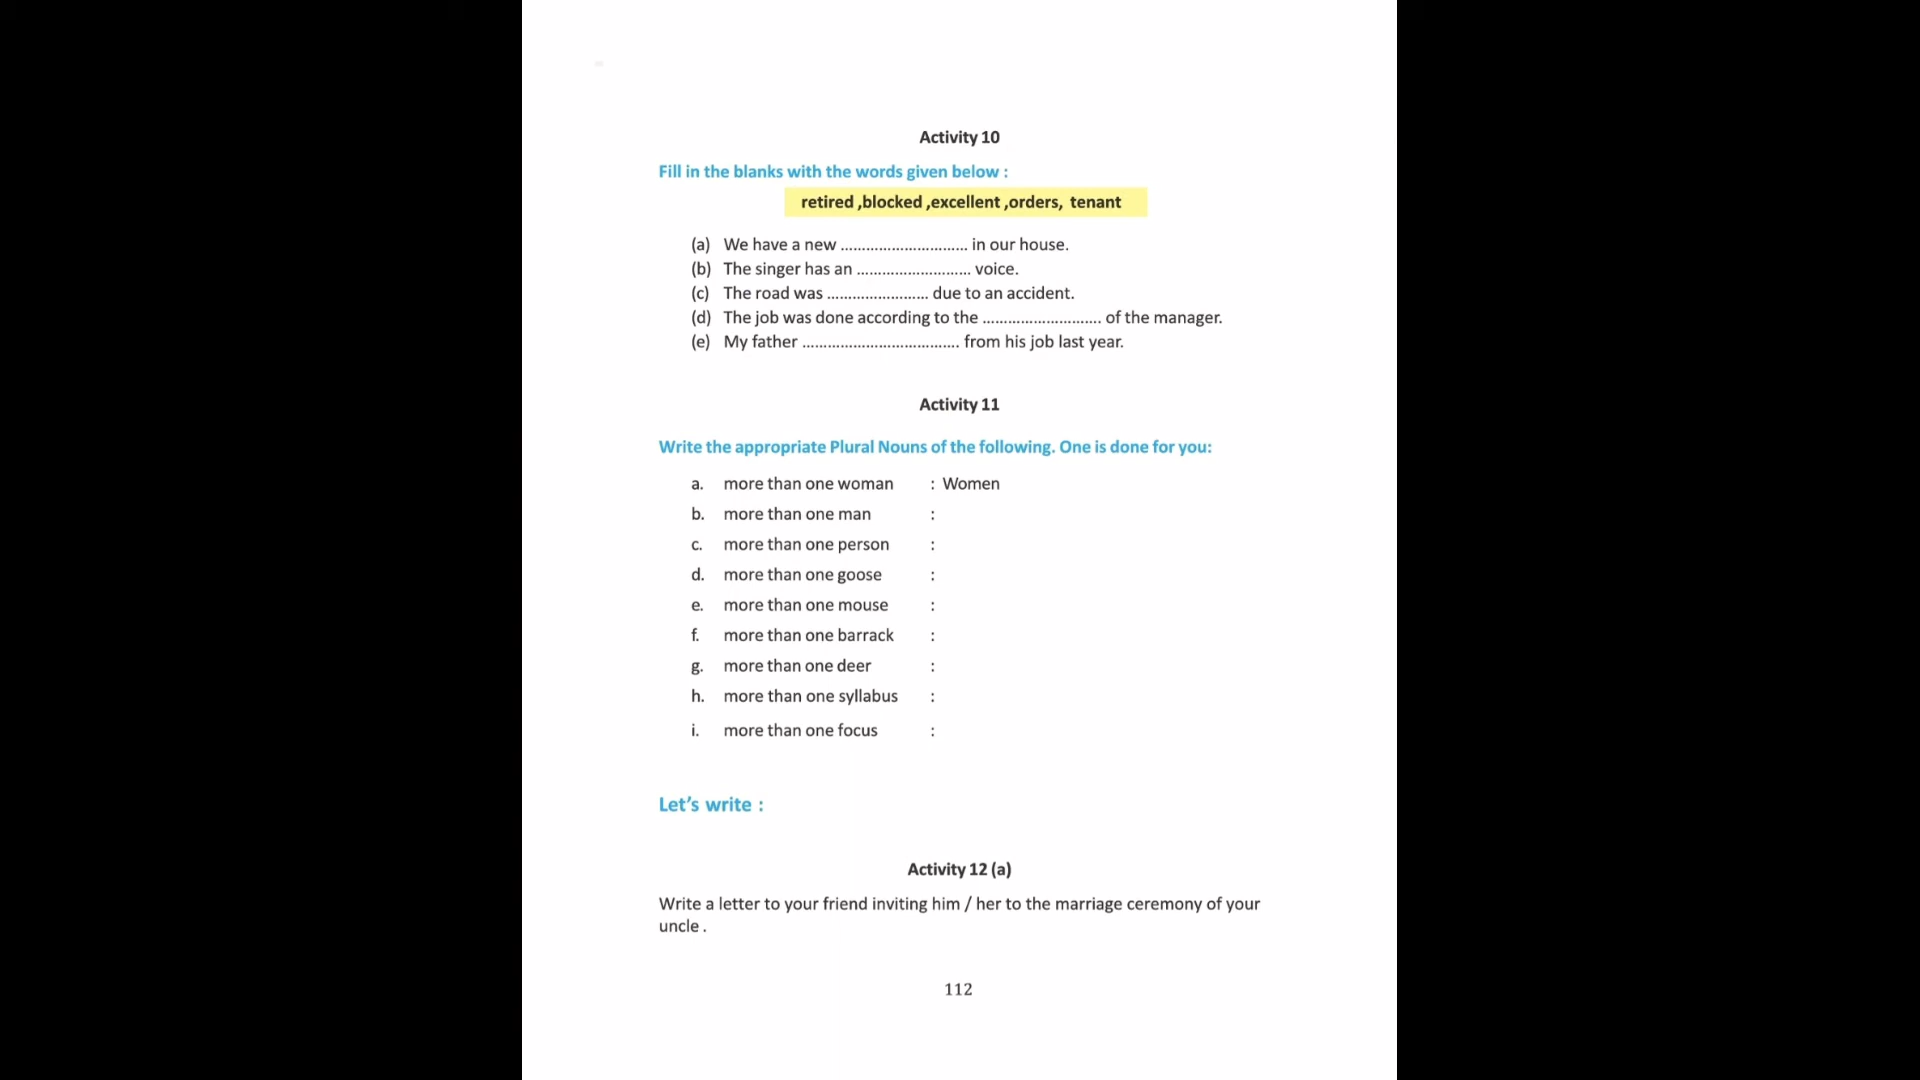 Activity 10
Fill in the blanks with the words given below :
retired ,blocked ,excellent ,orders, tenant
(a) We have a new .............................. in our house.
(b) The singer has an ........................... voice.
(c) The road was ........................ due to an accident.
(d) The job was done according to the ............................ of the manager.
(e) My father ..................................... from his job last year.
Activity 11
Write the appropriate Plural Nouns of the following. One is done for you:
a. more than one woman : Women
b. more than one man :
c. more than one person :
d. more than one goose :
e. more than one mouse :
f. more than one barrack :
g. more than one deer :
h. more than one syllabus :
i. more than one focus :
Let's write :
Activity 12 (a)
Write a letter to your friend inviting him / her to the marriage ceremony of your
uncle .
112